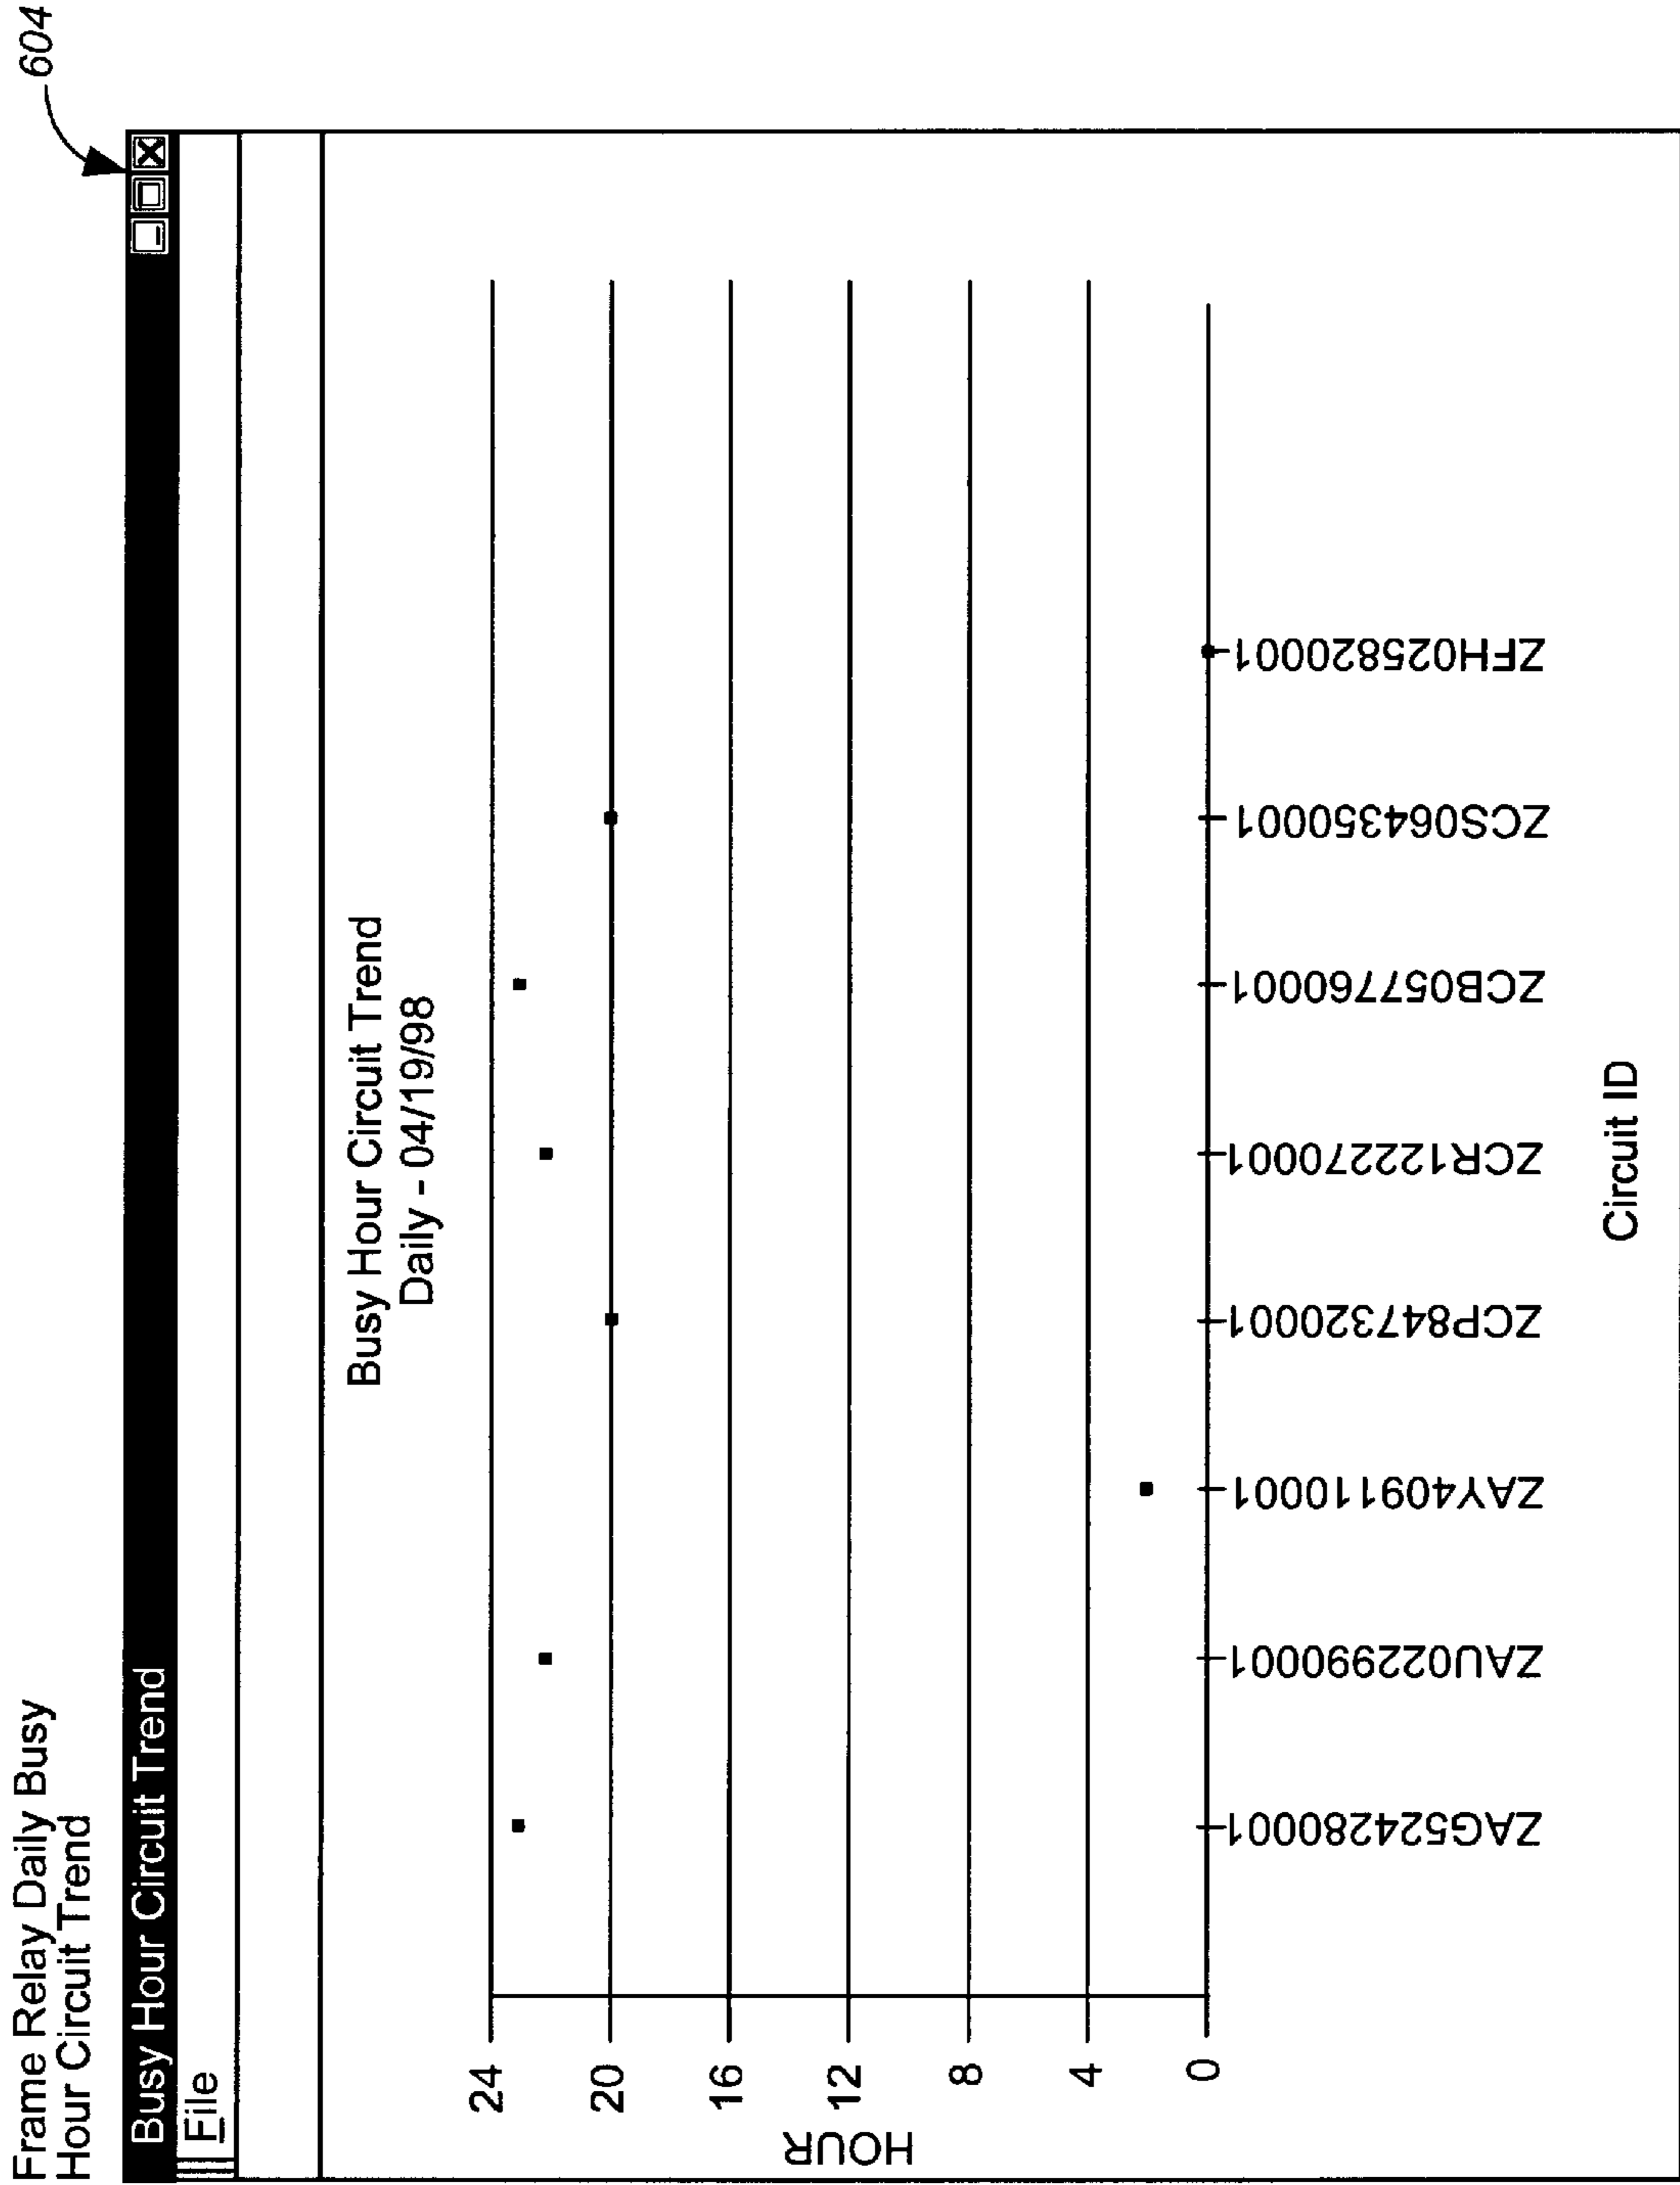 604
Frame Relay Daily Busy
Hour Circuit Trend
Busy Hour Circuit Trend
File
Busy Hour Circuit Trend
Daily - 04/19/98
24
20
16
12
8
4
0
HOUR
ZAG524280001
ZAU022990001
ZAY409110001
ZCP847320001
ZCR122270001
ZCB057760001
ZCS064350001
ZFH025820001
Circuit ID